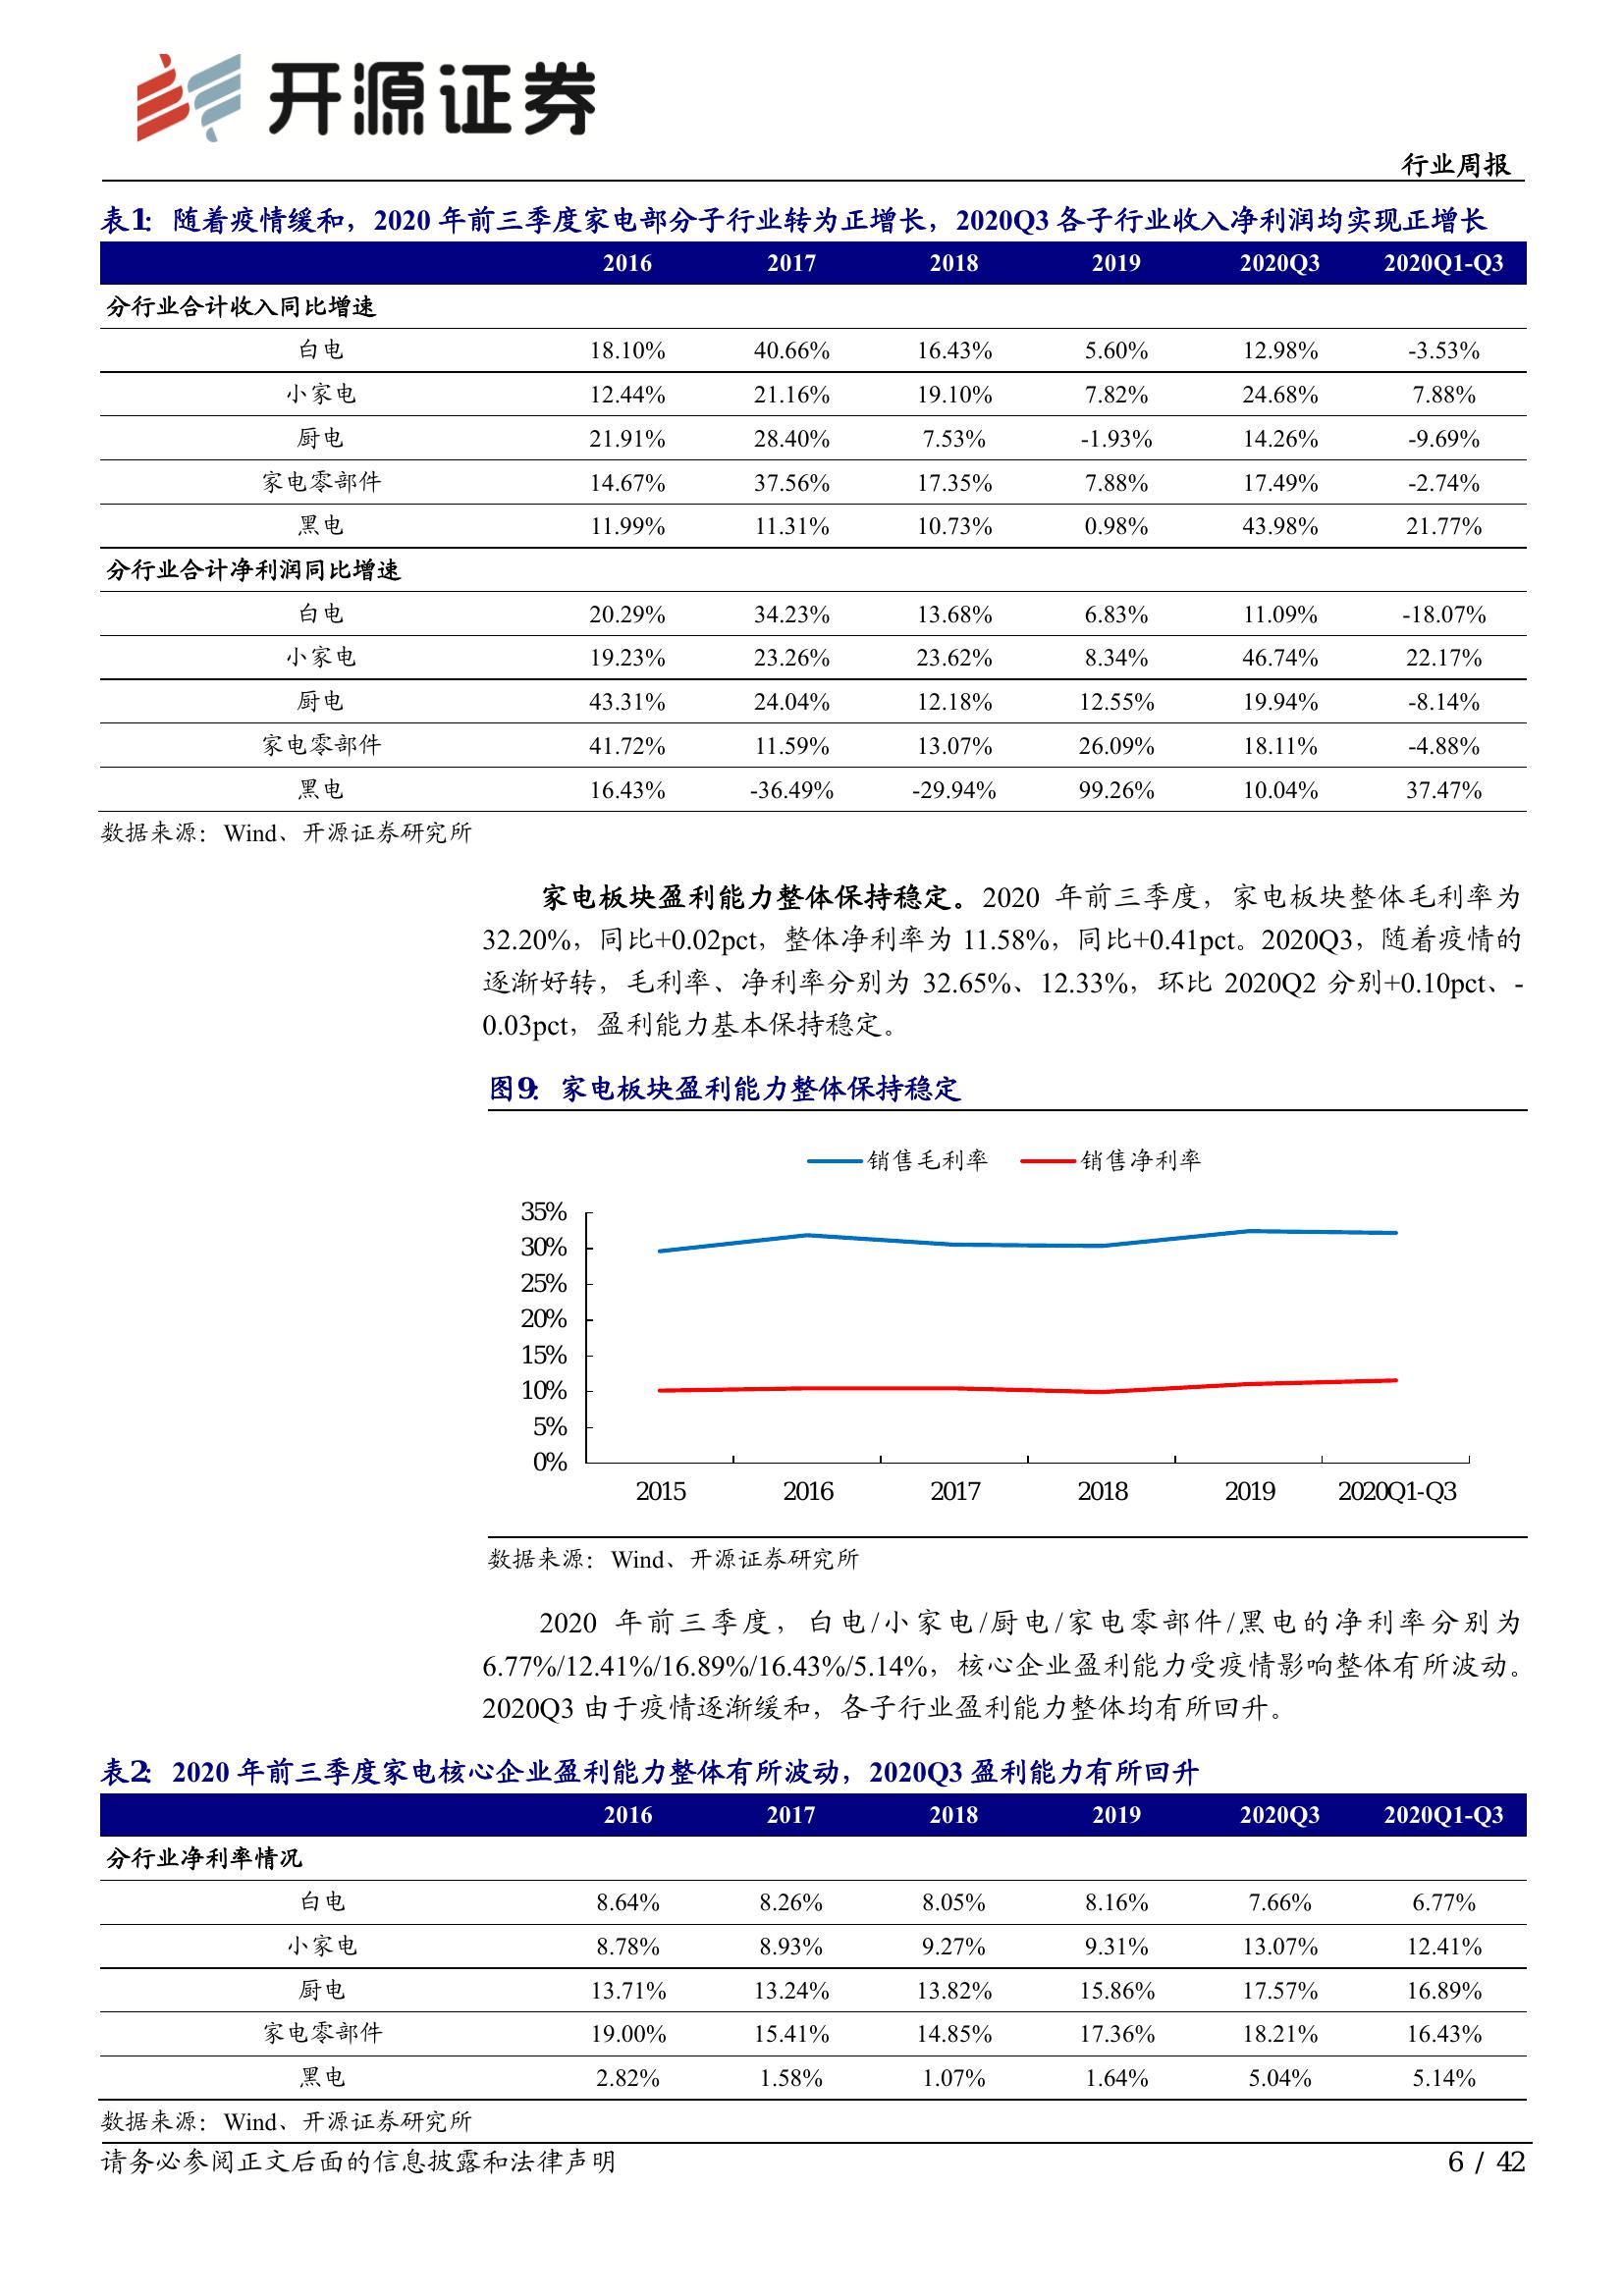 开源证券
行业周报
表1：随着疫情缓和，2020 年前三季度家电部分子行业转为正增长，2020Q3 各子行业收入净利润均实现正增长
2016 2017 2018 2019 2020Q3 2020Q1-Q3
分行业合计收入同比增速
白电 18.10% 40.66% 16.43% 5.60% 12.98% -3.53%
小家电 12.44% 21.16% 19.10% 7.82% 24.68% 7.88%
厨电 21.91% 28.40% 7.53% -1.93% 14.26% -9.69%
家电零部件 14.67% 37.56% 17.35% 7.88% 17.49% -2.74%
黑电 11.99% 11.31% 10.73% 0.98% 43.98% 21.77%
分行业合计净利润同比增速
白电 20.29% 34.23% 13.68% 6.83% 11.09% -18.07%
小家电 19.23% 23.26% 23.62% 8.34% 46.74% 22.17%
厨电 43.31% 24.04% 12.18% 12.55% 19.94% -8.14%
家电零部件 41.72% 11.59% 13.07% 26.09% 18.11% -4.88%
黑电 16.43% -36.49% -29.94% 99.26% 10.04% 37.47%
数据来源：Wind、开源证券研究所
家电板块盈利能力整体保持稳定。2020 年前三季度，家电板块整体毛利率为
32.20%，同比+0.02pct，整体净利率为 11.58%，同比+0.41pct。2020Q3，随着疫情的
逐渐好转，毛利率、净利率分别为 32.65%、12.33%，环比 2020Q2 分别+0.10pct、-
0.03pct，盈利能力基本保持稳定。
图9：家电板块盈利能力整体保持稳定
销售毛利率 销售净利率
35%
30%
25%
20%
15%
10%
5%
0%
2015 2016 2017 2018 2019 2020Q1-Q3
数据来源：Wind、开源证券研究所
2020 年前三季度，白电/小家电/厨电/家电零部件/黑电的净利率分别为
6.77%/12.41%/16.89%/16.43%/5.14%，核心企业盈利能力受疫情影响整体有所波动。
2020Q3 由于疫情逐渐缓和，各子行业盈利能力整体均有所回升。
表2：2020 年前三季度家电核心企业盈利能力整体有所波动，2020Q3 盈利能力有所回升
2016 2017 2018 2019 2020Q3 2020Q1-Q3
分行业净利率情况
白电 8.64% 8.26% 8.05% 8.16% 7.66% 6.77%
小家电 8.78% 8.93% 9.27% 9.31% 13.07% 12.41%
厨电 13.71% 13.24% 13.82% 15.86% 17.57% 16.89%
家电零部件 19.00% 15.41% 14.85% 17.36% 18.21% 16.43%
黑电 2.82% 1.58% 1.07% 1.64% 5.04% 5.14%
数据来源：Wind、开源证券研究所
请务必参阅正文后面的信息披露和法律声明 6 / 42